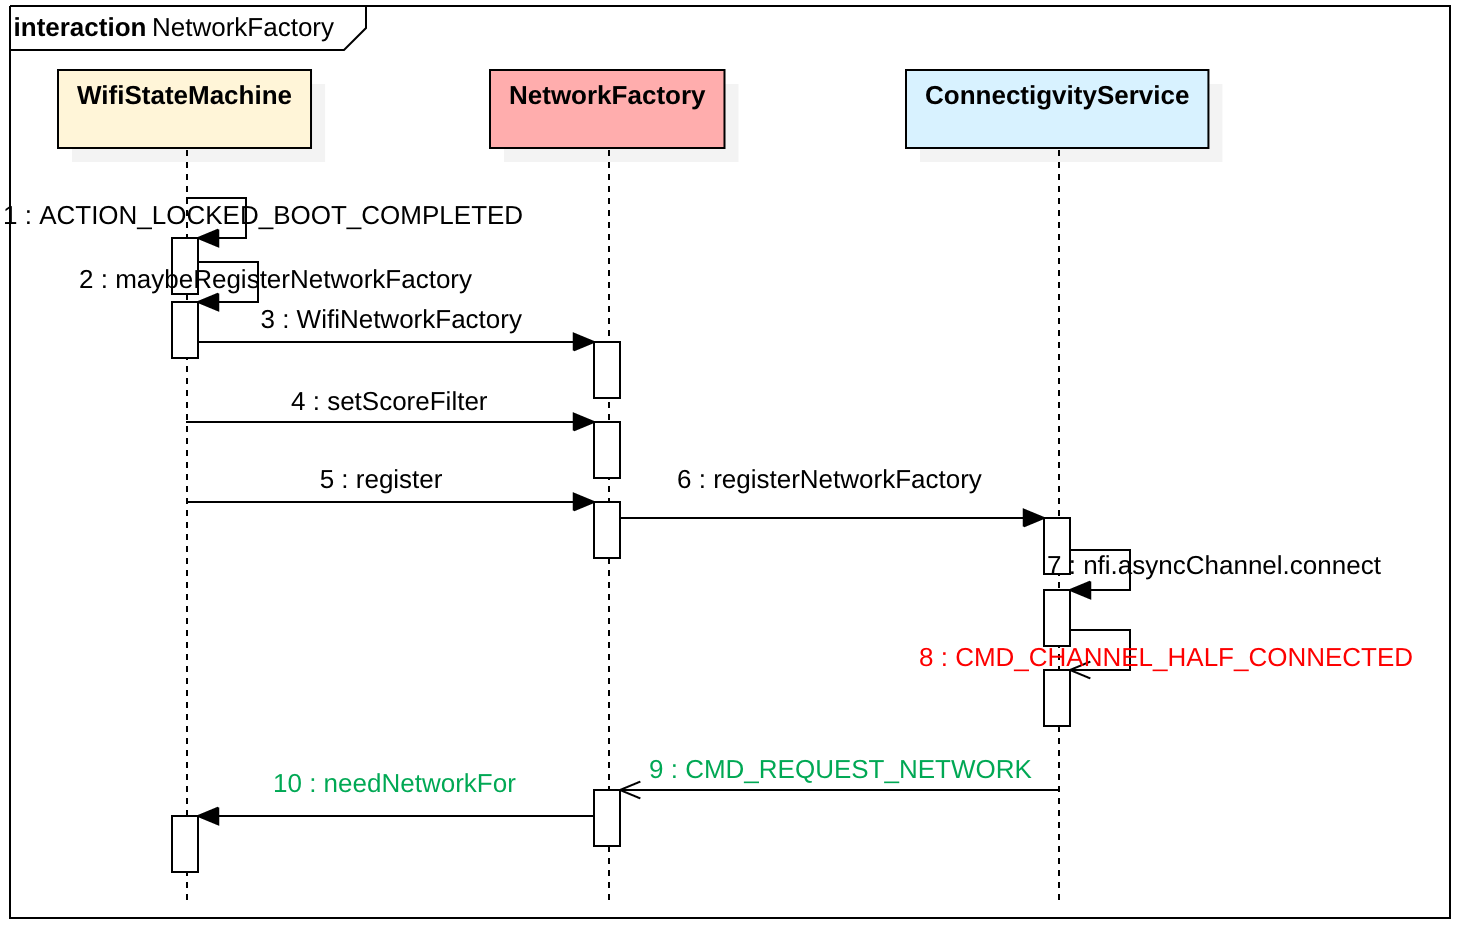 interaction NetworkFactory
WifiStateMachine
NetworkFactory
ConnectigvityService
1 : ACTION_LOCKED_BOOT_COMPLETED
2 : maybeRegisterNetworkFactory
3 : WifiNetworkFactory
4 : setScoreFilter
5 : register
6 : registerNetworkFactory
7 : nfi.asyncChannel.connect
8 : CMD_CHANNEL_HALF_CONNECTED
9 : CMD_REQUEST_NETWORK
10 : needNetworkFor